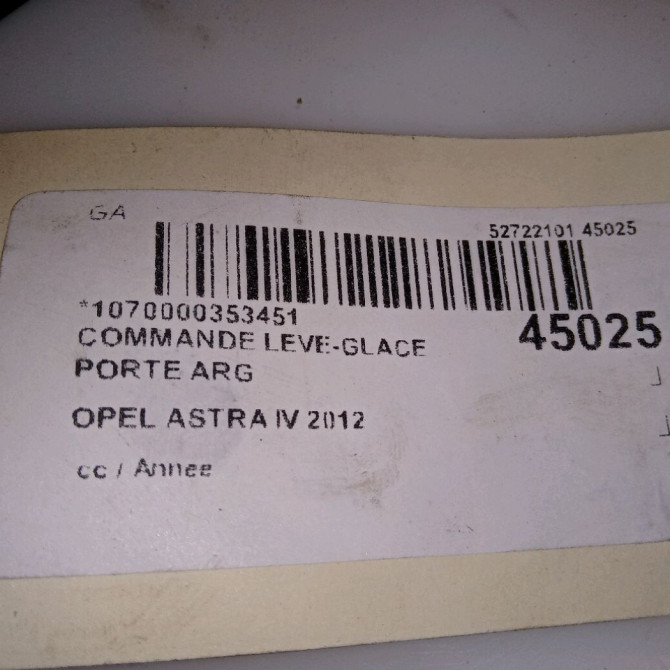 GA
52722101 45025
*1070000353451
45025
COMMANDE LEVE-GLACE
PORTE ARG
OPEL ASTRA IV 2012
cc / Annee